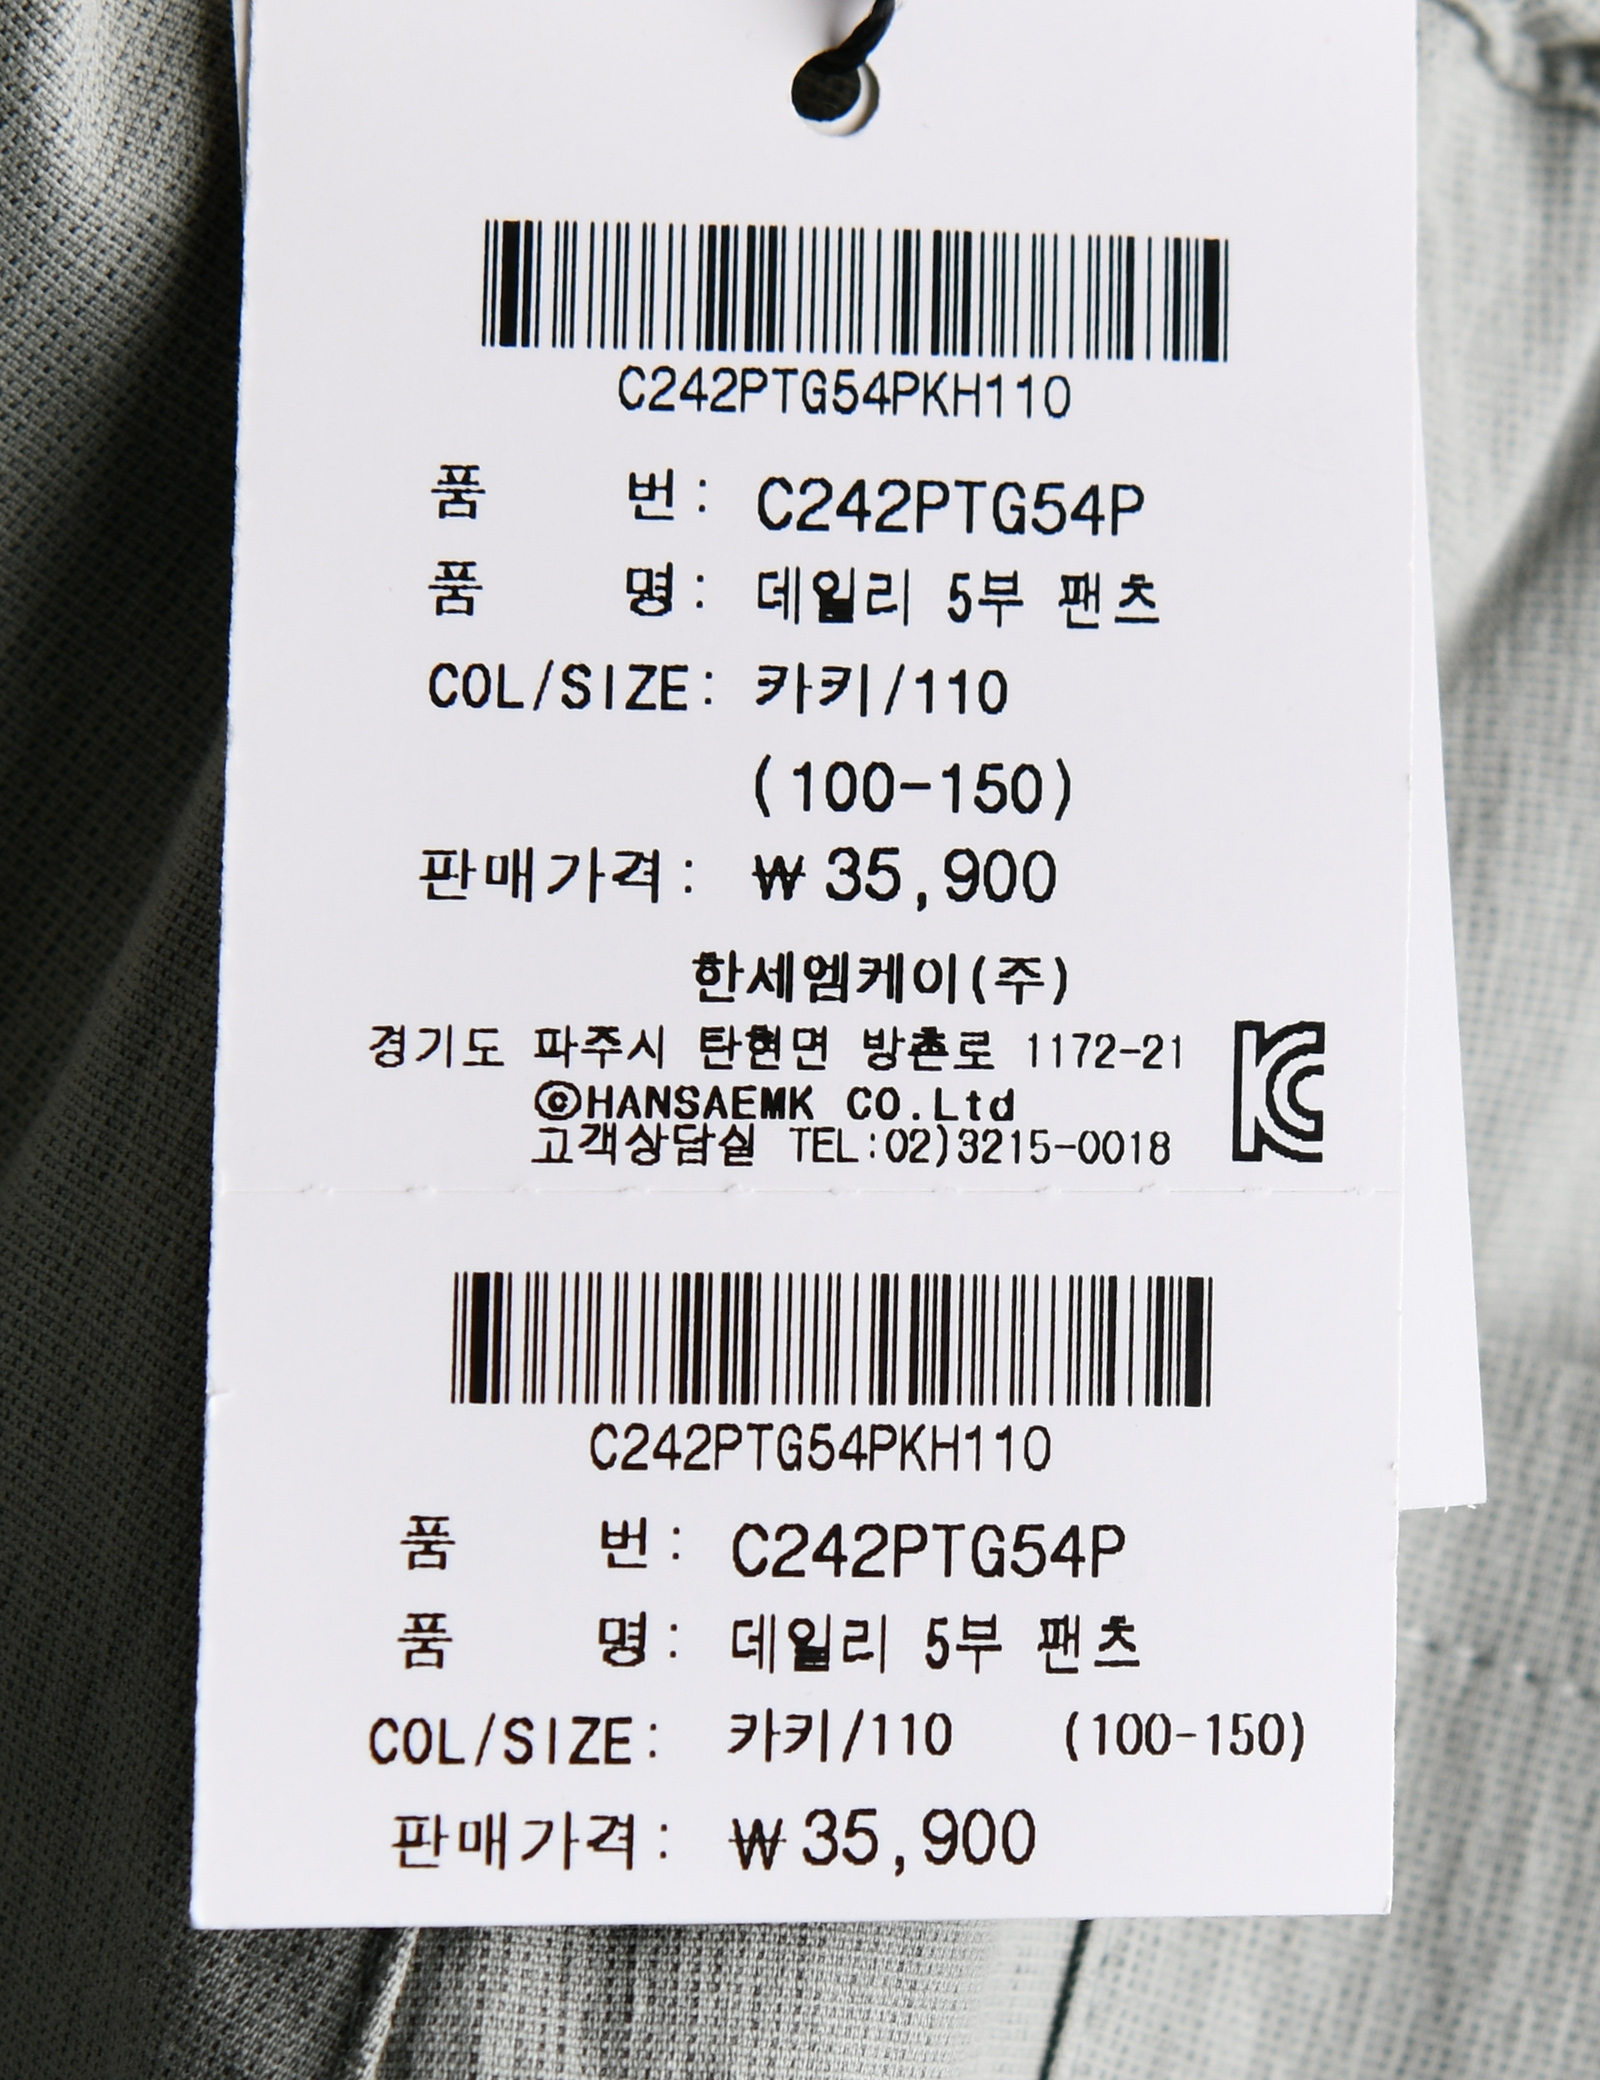 C242PTG54PKH110
품 번: C242PTG54P
품 명: 데일리 5부 팬츠
COL/SIZE: 카키/110
(100-150)
판매가격: ₩35,900
한세엠케이(주)
경기도 파주시 탄현면 방촌로 1172-21
©HANSAEMK CO.Ltd
고객상담실 TEL:02)3215-0018
KC
C242PTG54PKH110
품 번: C242PTG54P
품 명: 데일리 5부 팬츠
COL/SIZE: 카키/110 (100-150)
판매가격: ₩35,900